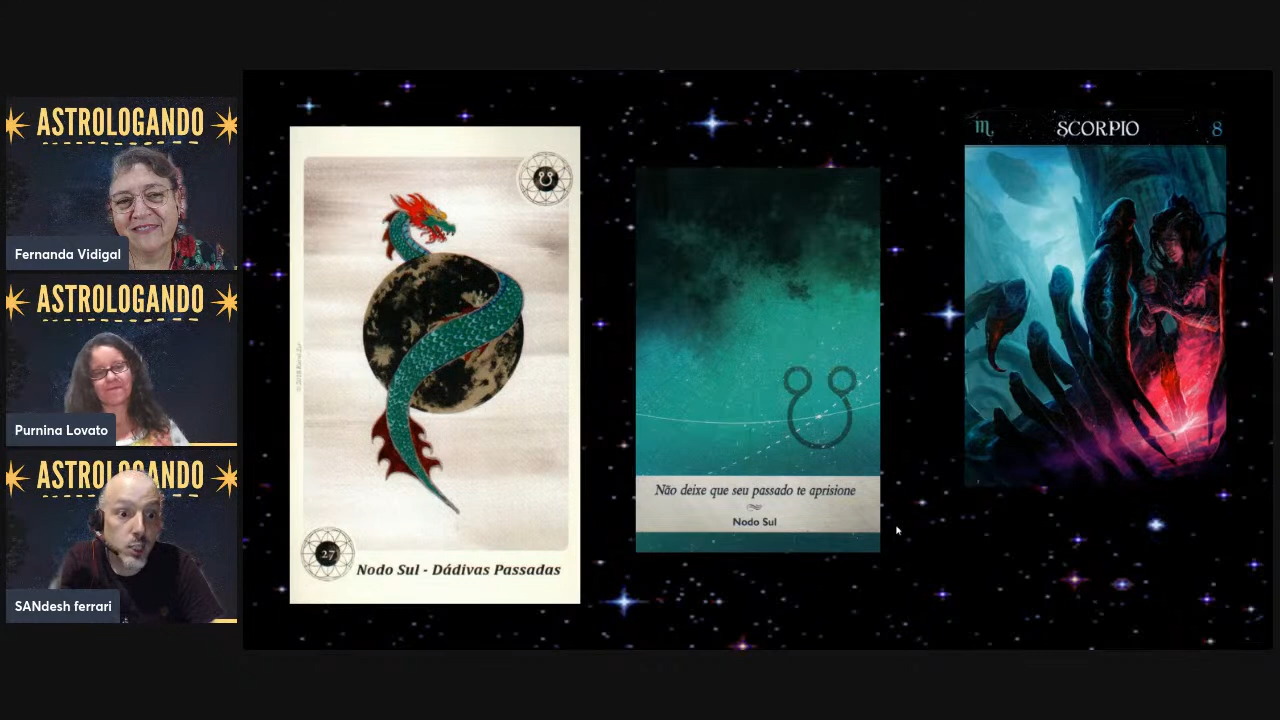 ASTROLOGANDO
Fernanda Vidigal
ASTROLOGANDO
Purnina Lovato
ASTROLOGANDO
SANdesh ferrari
27
Nodo Sul - Dádivas Passadas
Não deixe que seu passado te aprisione
Nodo Sul
♏ SCORPIO 8